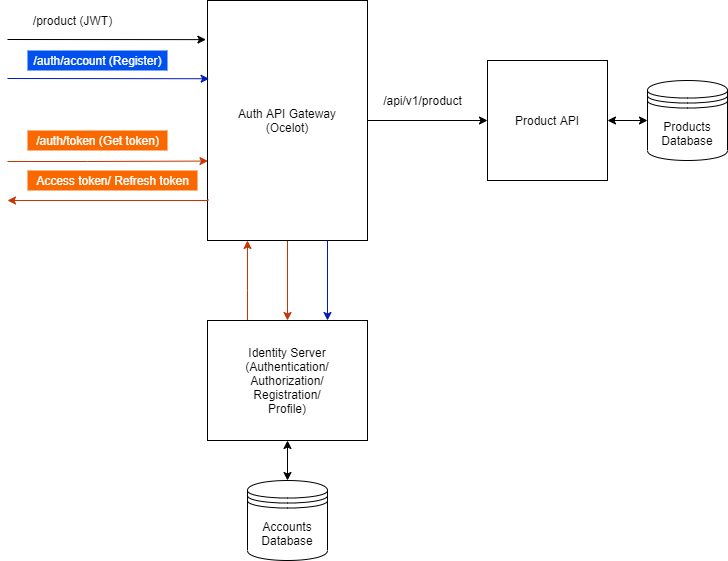 /product (JWT)
/auth/account (Register)
/auth/token (Get token)
Access token/ Refresh token
Auth API Gateway
(Ocelot)
/api/v1/product
Product API
Products
Database
Identity Server
(Authentication/
Authorization/
Registration/
Profile)
Accounts
Database